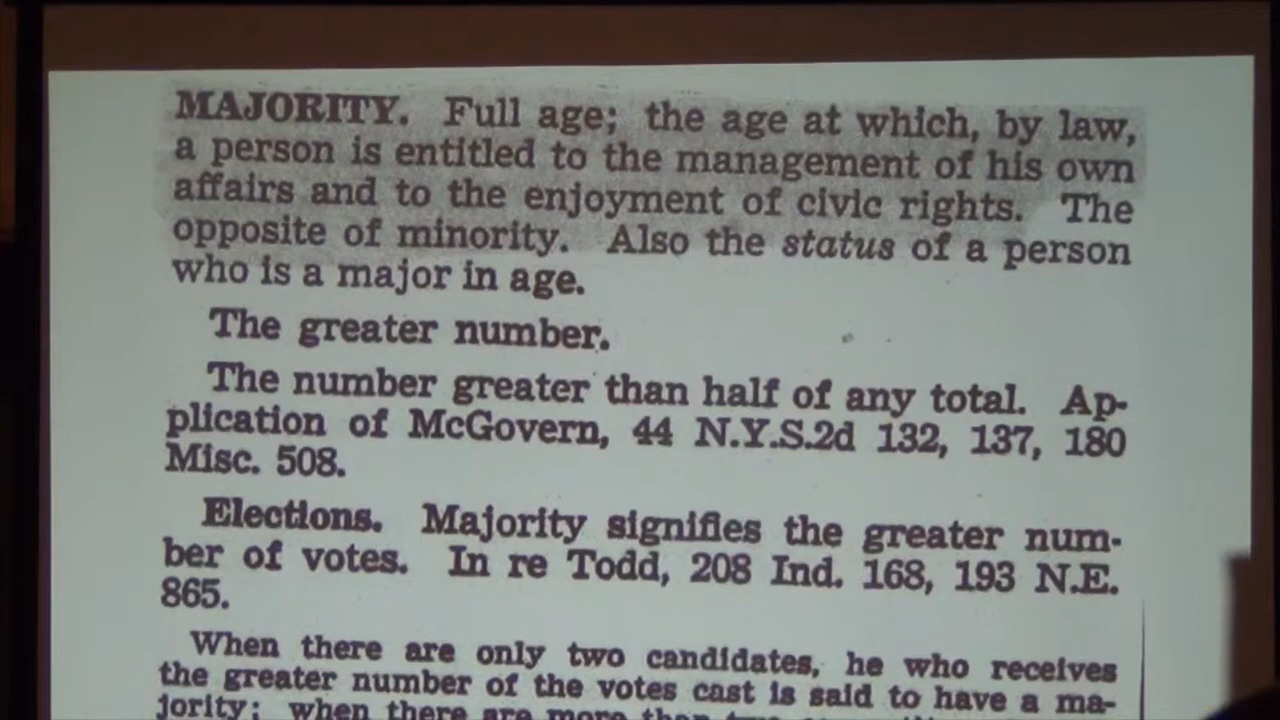 MAJORITY. Full age; the age at which, by law,
a person is entitled to the management of his own
affairs and to the enjoyment of civic rights. The
opposite of minority. Also the status of a person
who is a major in age.
The greater number.
The number greater than half of any total. Ap-
plication of McGovern, 44 N.Y.S.2d 132, 137, 180
Misc. 508.
Elections. Majority signifies the greater num-
ber of votes. In re Todd, 208 Ind. 168, 193 N.E.
865.
When there are only two candidates, he who receives
the greater number of the votes cast is said to have a ma-
jority; when there are more than two